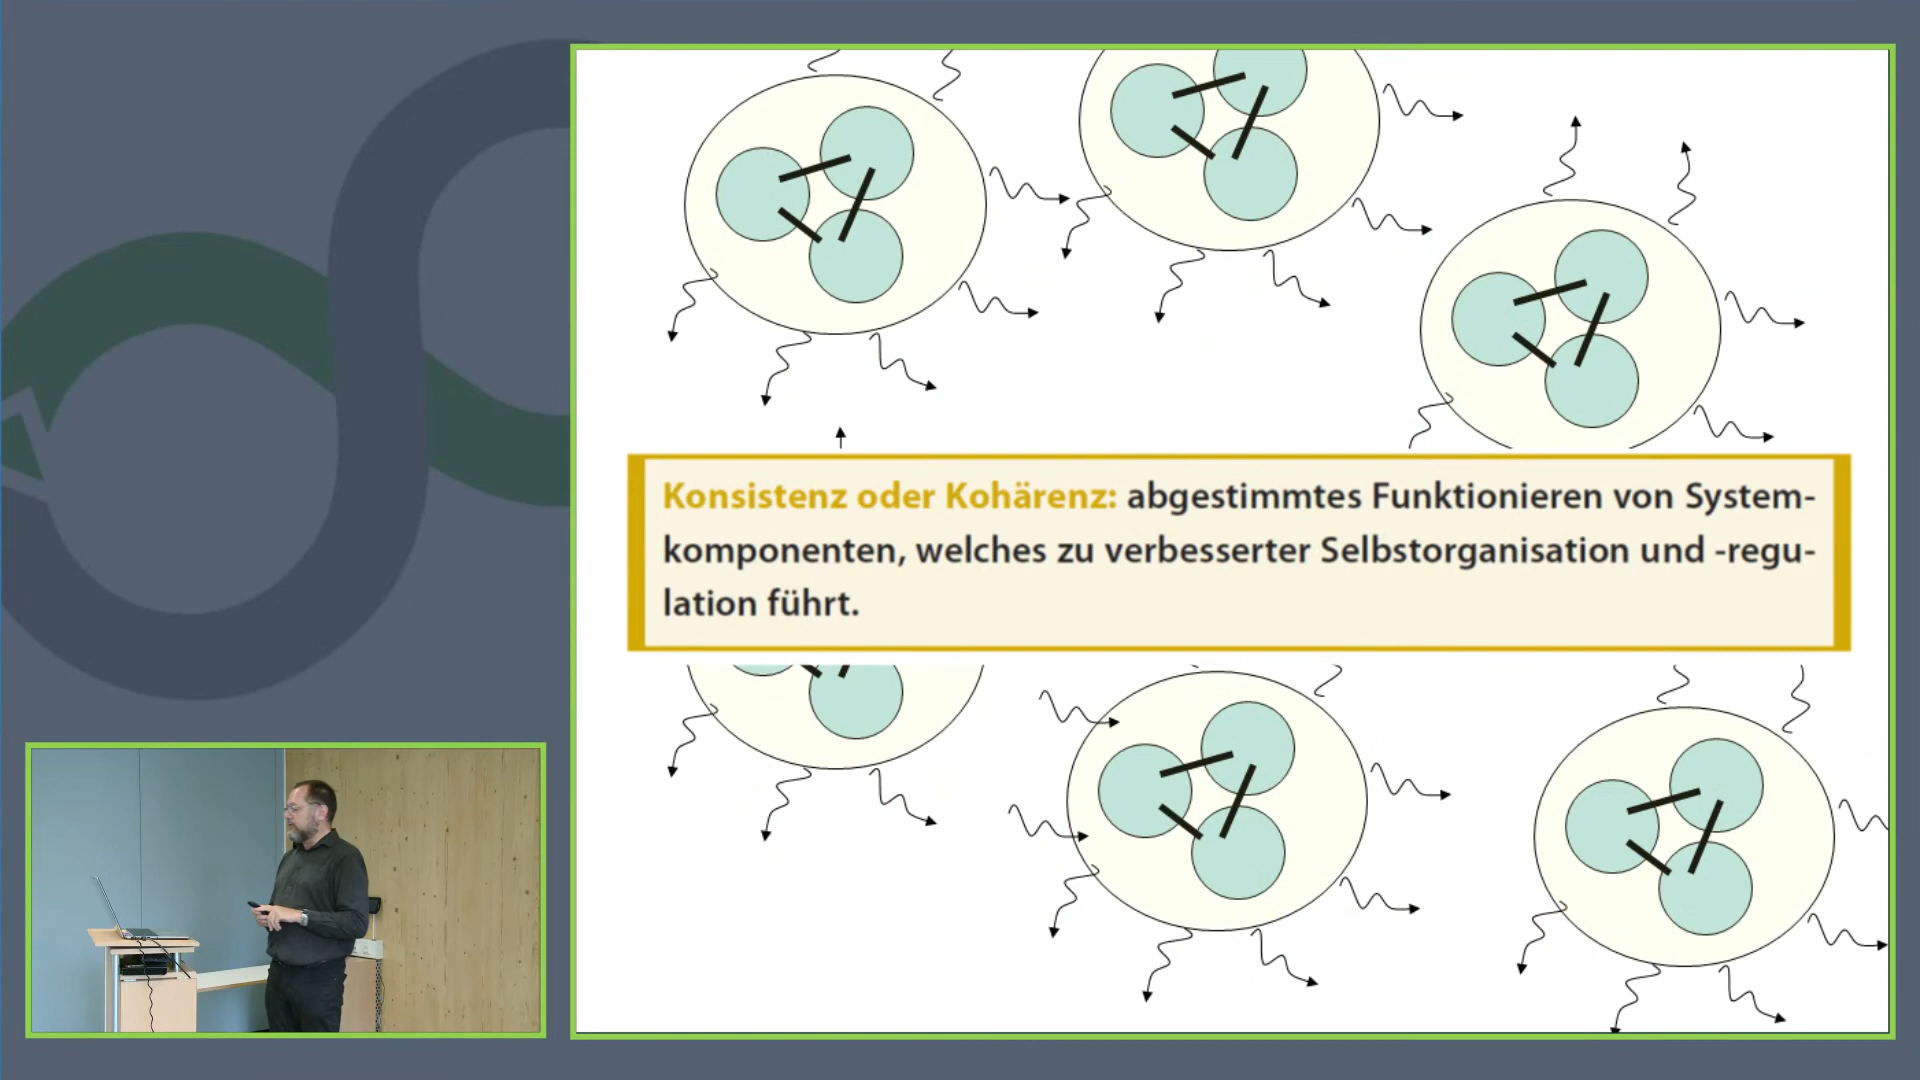 Konsistenz oder Kohärenz: abgestimmtes Funktionieren von System-
komponenten, welches zu verbesserter Selbstorganisation und -regu-
lation führt.